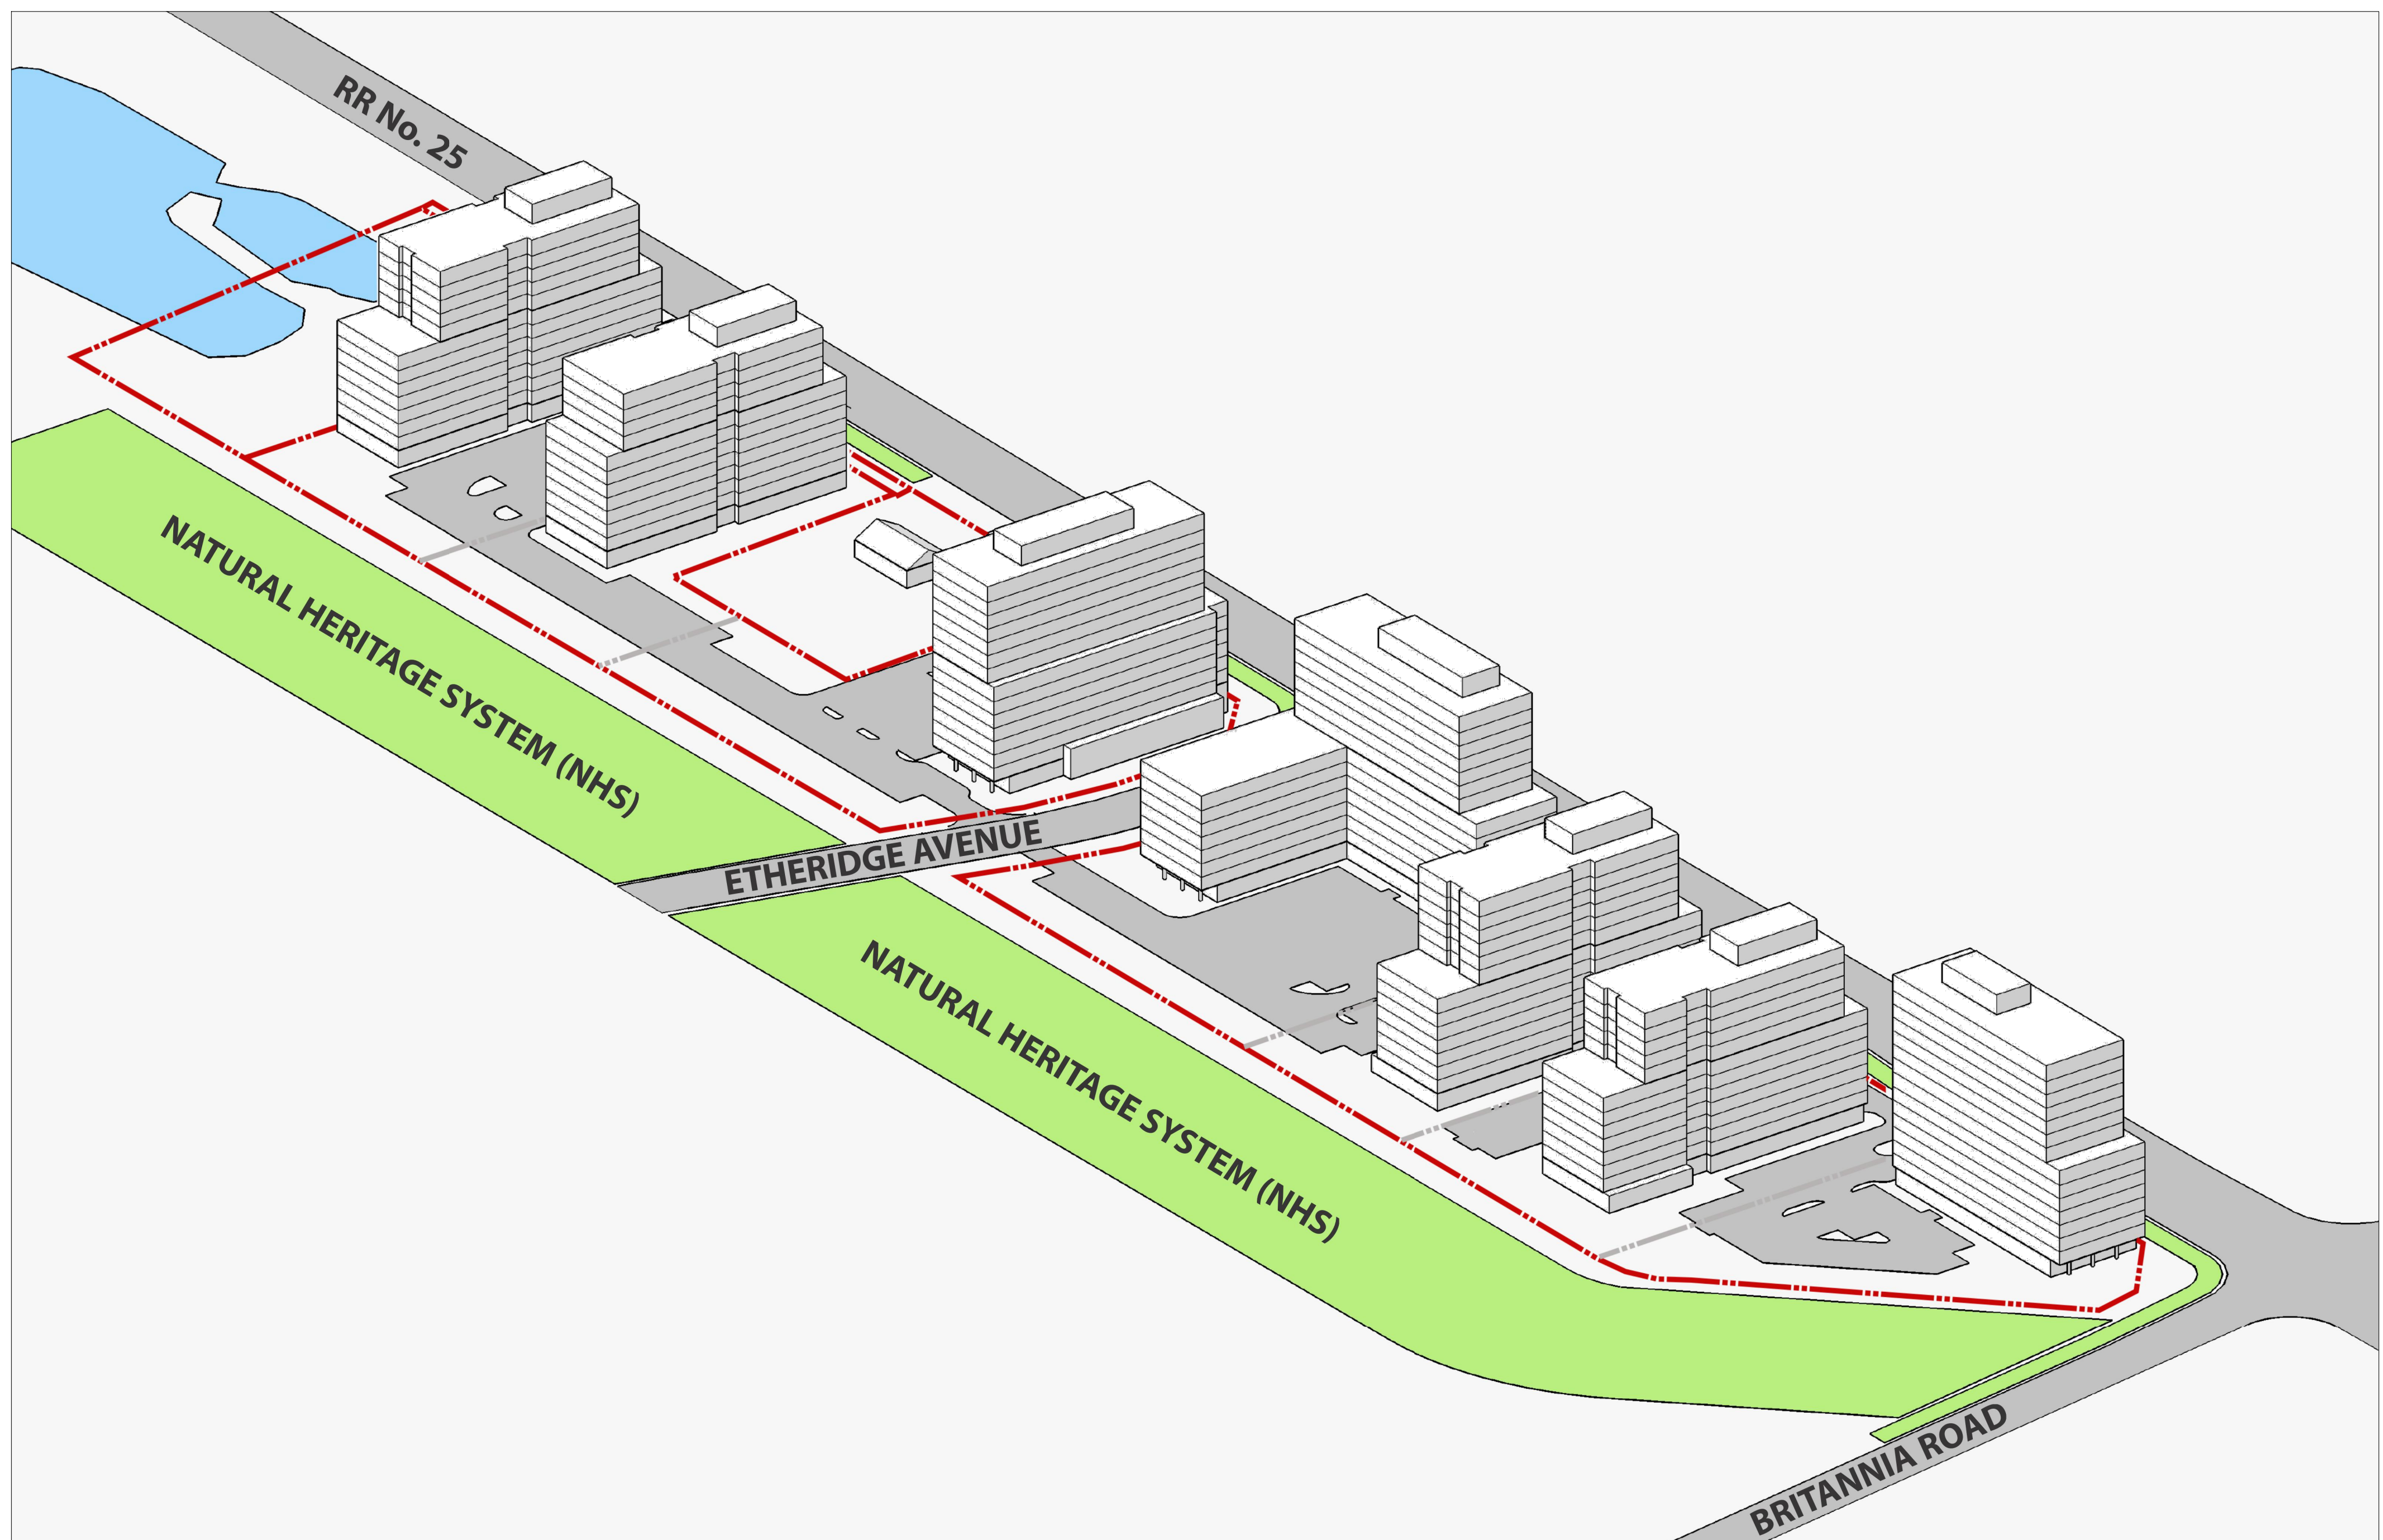 RR No. 25
NATURAL HERITAGE SYSTEM (NHS)
ETHERIDGE AVENUE
NATURAL HERITAGE SYSTEM (NHS)
BRITANNIA ROAD